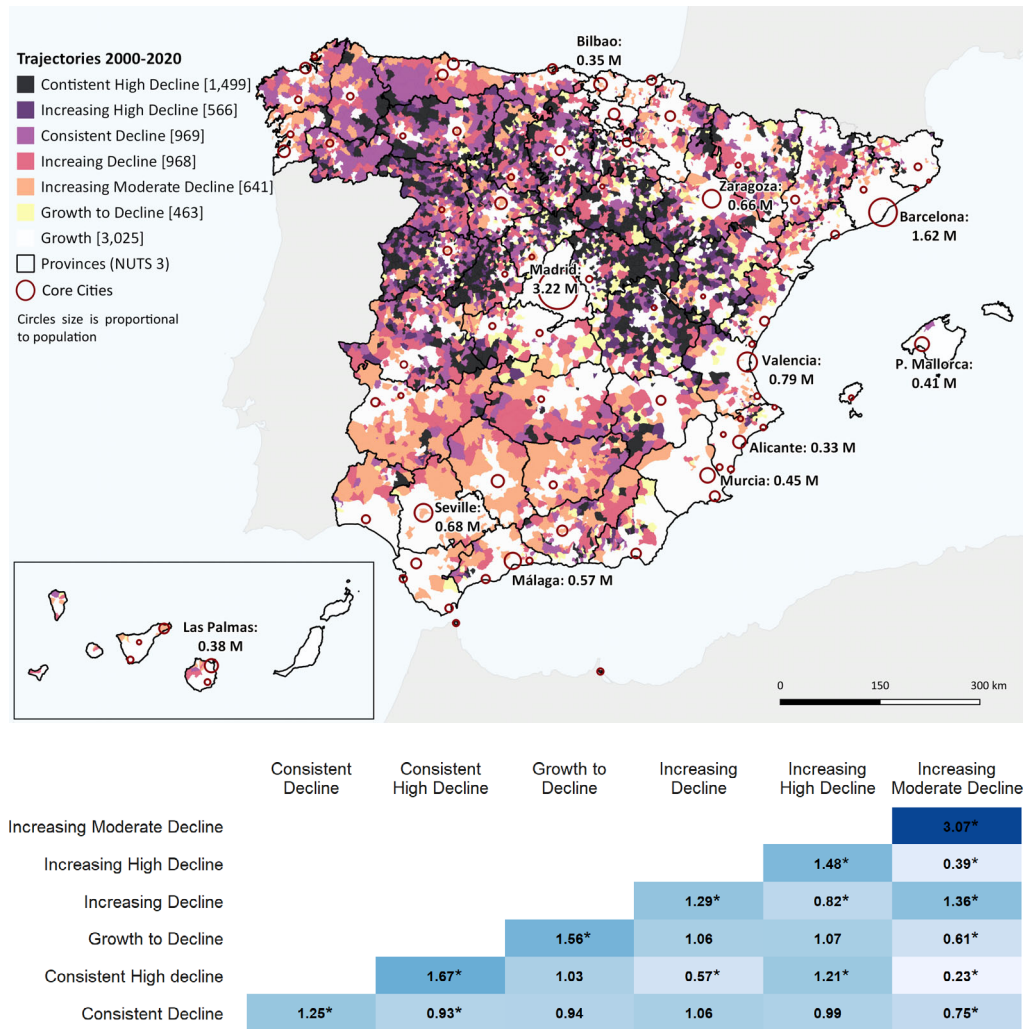 Trajectories 2000-2020
Contistent High Decline [1,499]
Increasing High Decline [566]
Consistent Decline [969]
Increaing Decline [968]
Increasing Moderate Decline [641]
Growth to Decline [463]
Growth [3,025]
Provinces (NUTS 3)
Core Cities
Circles size is proportional
to population
Bilbao:
0.35 M
Zaragoza:
0.66 M
Barcelona:
1.62 M
Madrid:
3.22 M
Valencia:
0.79 M
P. Mallorca:
0.41 M
Alicante: 0.33 M
Murcia: 0.45 M
Seville:
0.68 M
Málaga: 0.57 M
Las Palmas:
0.38 M
0 150 300 km
Consistent Consistent Growth to Increasing Increasing Increasing
Decline High Decline Decline Decline High Decline Moderate Decline
Increasing Moderate Decline 3.07*
Increasing High Decline 1.48* 0.39*
Increasing Decline 1.29* 0.82* 1.36*
Growth to Decline 1.56* 1.06 1.07 0.61*
Consistent High decline 1.67* 1.03 0.57* 1.21* 0.23*
Consistent Decline 1.25* 0.93* 0.94 1.06 0.99 0.75*